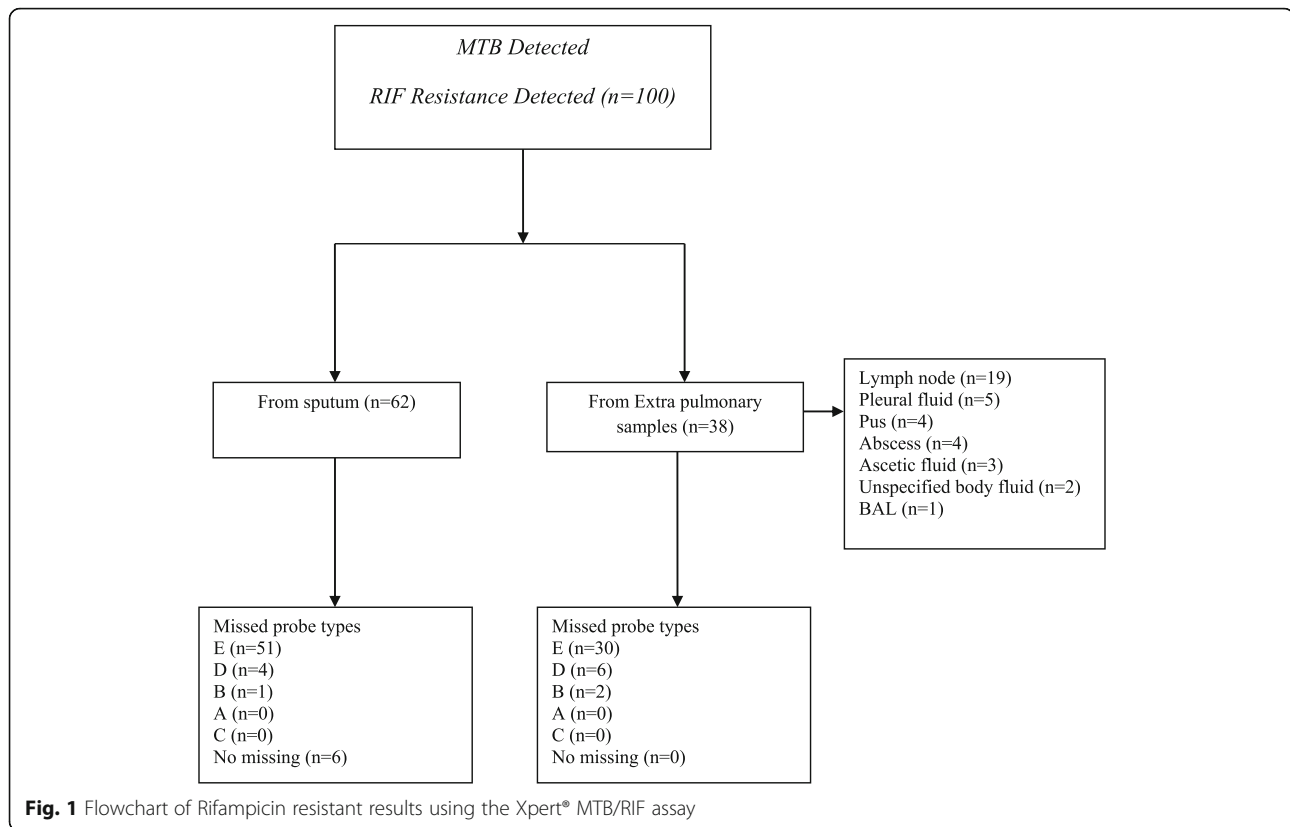 MTB Detected
RIF Resistance Detected (n=100)
From sputum (n=62)
From Extra pulmonary
samples (n=38)
Lymph node (n=19)
Pleural fluid (n=5)
Pus (n=4)
Abscess (n=4)
Ascetic fluid (n=3)
Unspecified body fluid (n=2)
BAL (n=1)
Missed probe types
E (n=51)
D (n=4)
B (n=1)
A (n=0)
C (n=0)
No missing (n=6)
Missed probe types
E (n=30)
D (n=6)
B (n=2)
A (n=0)
C (n=0)
No missing (n=0)
Fig. 1 Flowchart of Rifampicin resistant results using the Xpert® MTB/RIF assay